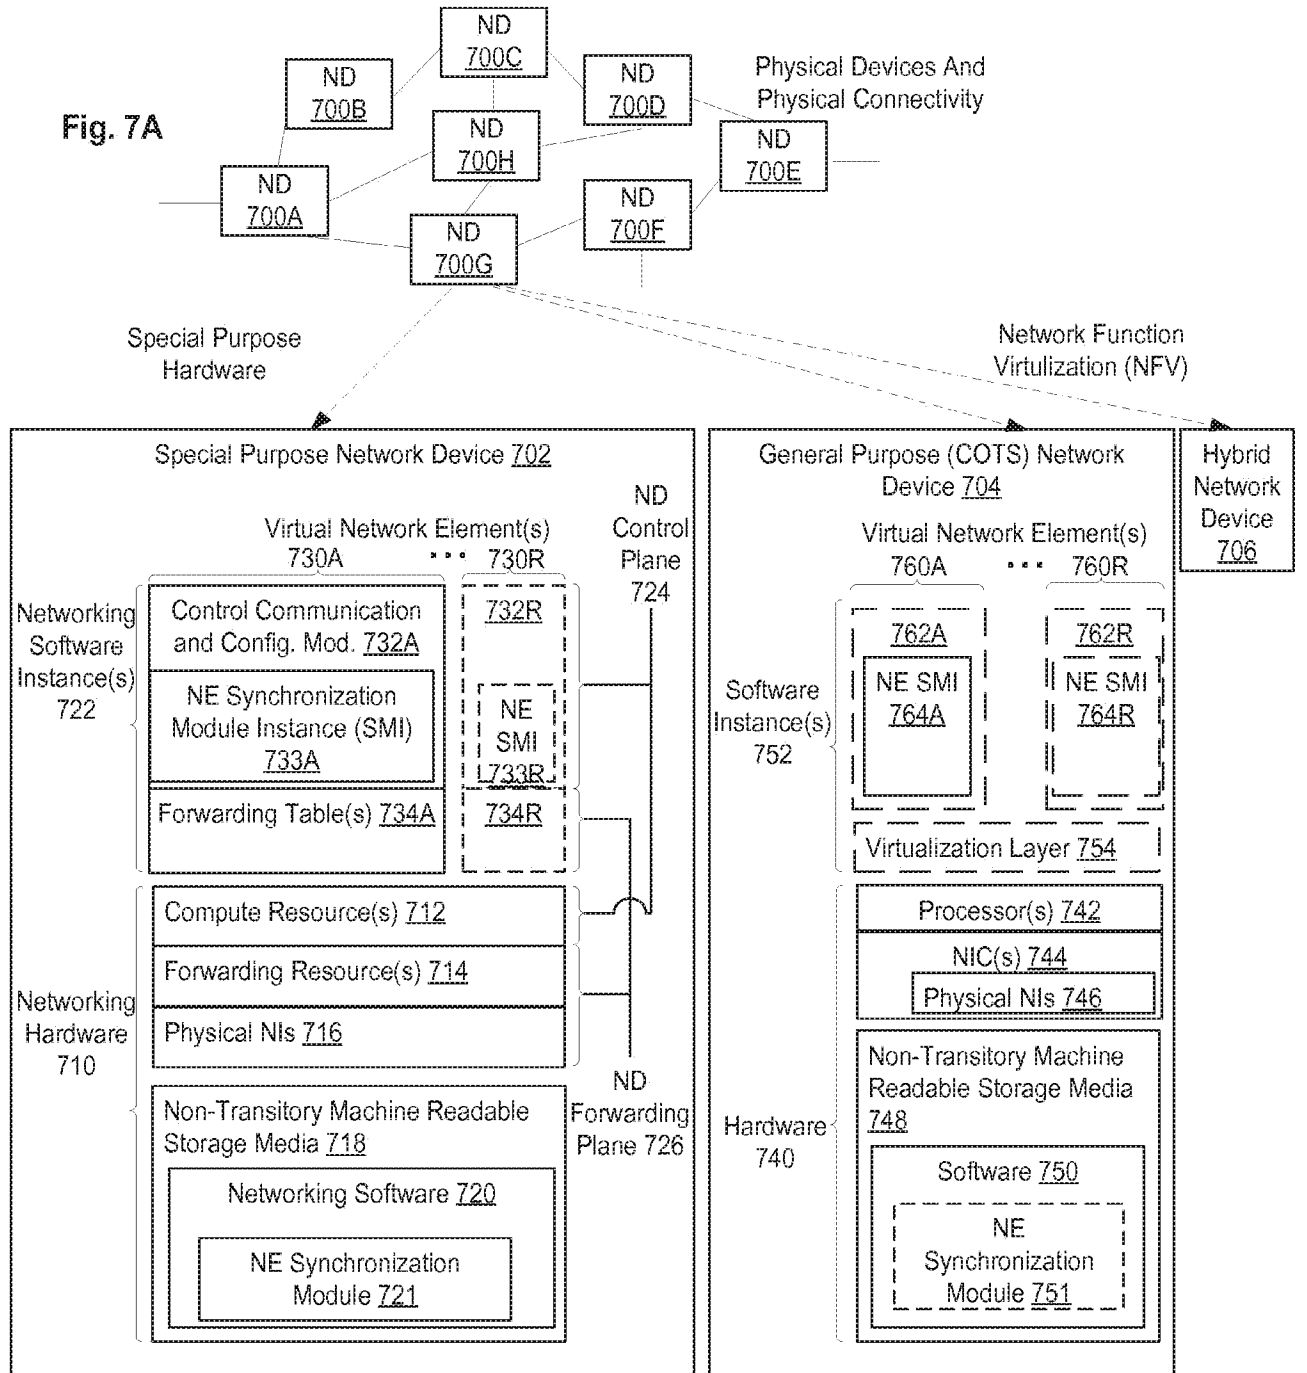 Fig. 7A
ND
700C
ND
700B
ND
700D
Physical Devices And
Physical Connectivity
ND
700H
ND
700E
ND
700A
ND
700F
ND
700G
Special Purpose
Hardware
Network Function
Virtulization (NFV)
Special Purpose Network Device 702
ND
Control
Plane
724
Virtual Network Element(s)
730A
• • •
730R
Networking
Software
Instance(s)
722
Control Communication
and Config. Mod. 732A
732R
NE Synchronization
Module Instance (SMI)
733A
NE
SMI
733R
Forwarding Table(s) 734A
734R
Networking
Hardware
710
Compute Resource(s) 712
Forwarding Resource(s) 714
Physical NIs 716
ND
Forwarding
Plane 726
Non-Transitory Machine Readable
Storage Media 718
Networking Software 720
NE Synchronization
Module 721
General Purpose (COTS) Network
Device 704
Virtual Network Element(s)
760A
• • •
760R
Software
Instance(s)
752
762A
NE SMI
764A
762R
NE SMI
764R
Virtualization Layer 754
Hardware
740
Processor(s) 742
NIC(s) 744
Physical NIs 746
Non-Transitory Machine
Readable Storage Media
748
Software 750
NE
Synchronization
Module 751
Hybrid
Network
Device
706